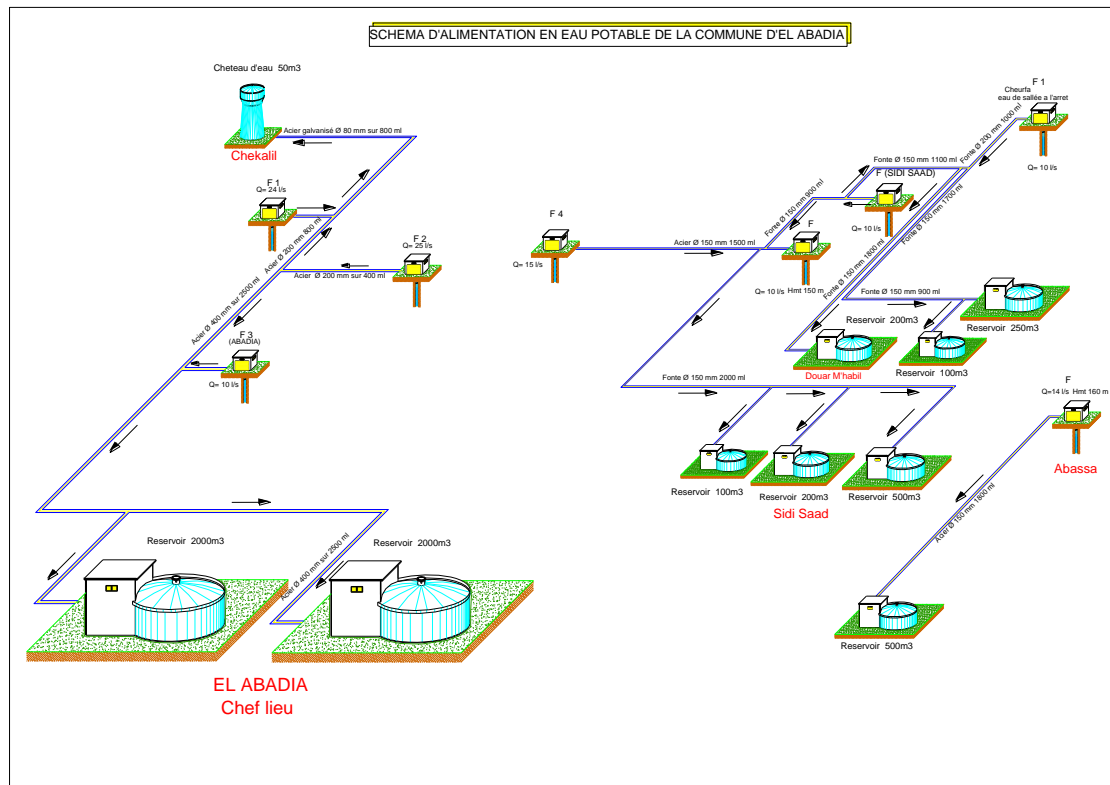 SCHEMA D'ALIMENTATION EN EAU POTABLE DE LA COMMUNE D'EL ABADIA
Cheteau d'eau 50m3
Acier galvanisé Ø 80 mm sur 800 ml
Chekalil
F 1
Q= 24 l/s
Acier Ø 200 mm 800 ml
F 2
Q= 25 l/s
Acier Ø 200 mm sur 400 ml
Acier Ø 400 mm sur 2500 ml
F 3
(ABADIA)
Q= 10 l/s
Reservoir 2000m3
Reservoir 2000m3
Acier Ø 400 mm sur 2500 ml
EL ABADIA
Chef lieu
F 1
Cheurfa
eau de sallée a l'arret
Q= 10 l/s
Fonte Ø 200 mm 1000 ml
Fonte Ø 150 mm 1100 ml
F (SIDI SAAD)
Q= 10 l/s
Fonte Ø 150 mm 900 ml
Fonte Ø 150 mm 1700 ml
F 4
Q= 15 l/s
Acier Ø 150 mm 1500 ml
F
Q= 10 l/s Hmt 150 m
Fonte Ø 150 mm 1800 ml
Fonte Ø 150 mm 900 ml
Reservoir 200m3
Reservoir 250m3
Douar M'habil
Reservoir 100m3
Fonte Ø 150 mm 2000 ml
Reservoir 100m3
Reservoir 200m3
Reservoir 500m3
Sidi Saad
F
Q=14 l/s Hmt 160 m
Abassa
Acier Ø 150 mm 1800 ml
Reservoir 500m3